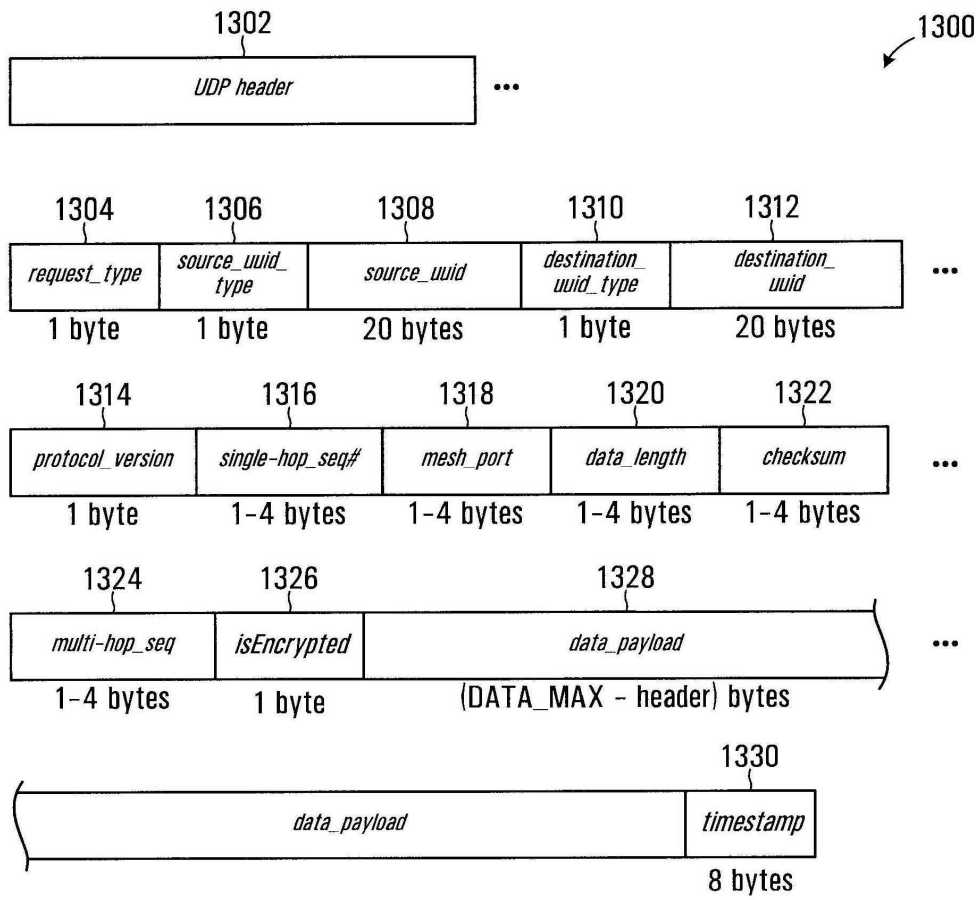 1302
1300
UDP header
...
1304 1306 1308 1310 1312
request_type source_uuid_ type source_uuid destination_ uuid_type destination_ uuid
...
1 byte 1 byte 20 bytes 1 byte 20 bytes
1314 1316 1318 1320 1322
protocol_version single-hop_seq# mesh_port data_length checksum
...
1 byte 1-4 bytes 1-4 bytes 1-4 bytes 1-4 bytes
1324 1326 1328
multi-hop_seq isEncrypted data_payload
...
1-4 bytes 1 byte (DATA_MAX - header) bytes
1330
data_payload timestamp
8 bytes